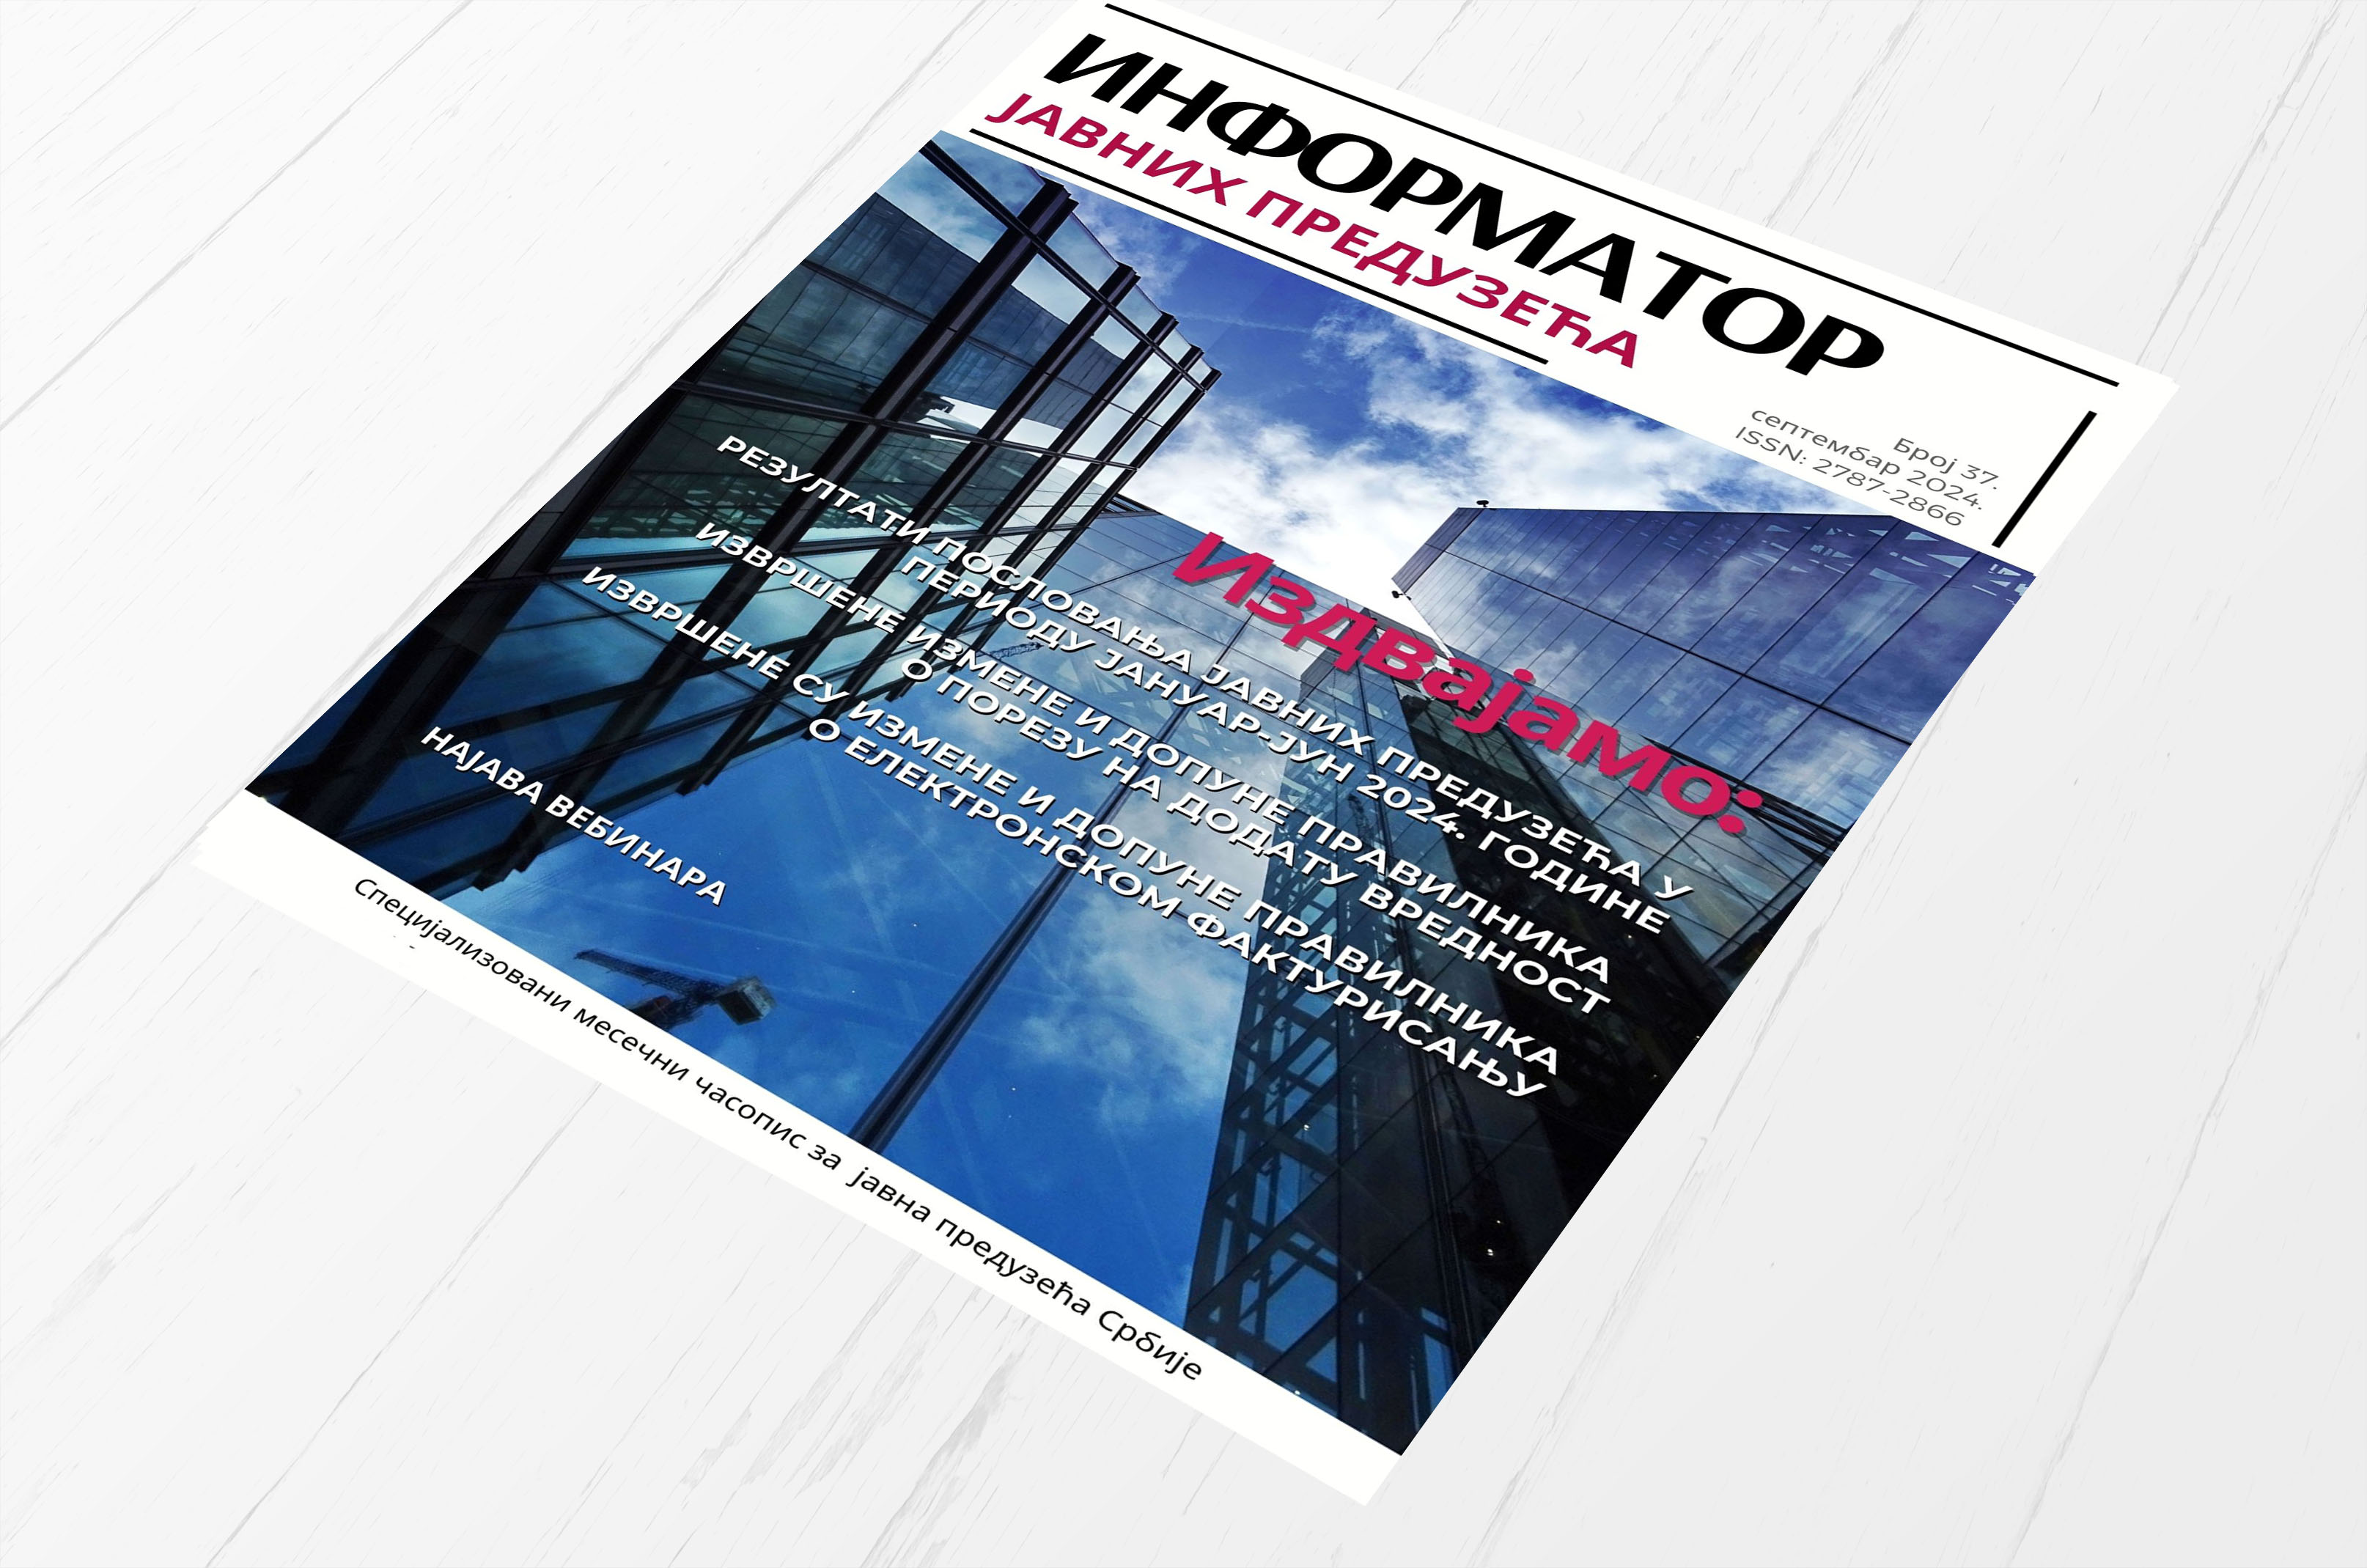 ИНФОРМАТОР
ЈАВНИХ ПРЕДУЗЕЋА
Број 37.
септембар 2024.
ISSN: 2787-2866
Издвајамо:
РЕЗУЛТАТИ ПОСЛОВАЊА ЈАВНИХ ПРЕДУЗЕЋА У
ПЕРИОДУ ЈАНУАР-ЈУН 2024. ГОДИНЕ
ИЗВРШЕНЕ ИЗМЕНЕ И ДОПУНЕ ПРАВИЛНИКА
О ПОРЕЗУ НА ДОДАТУ ВРЕДНОСТ
ИЗВРШЕНЕ СУ ИЗМЕНЕ И ДОПУНЕ ПРАВИЛНИКА
О ЕЛЕКТРОНСКОМ ФАКТУРИСАЊУ
НАЈАВА ВЕБИНАРА
Специјализовани месечни часопис за јавна предузећа Србије